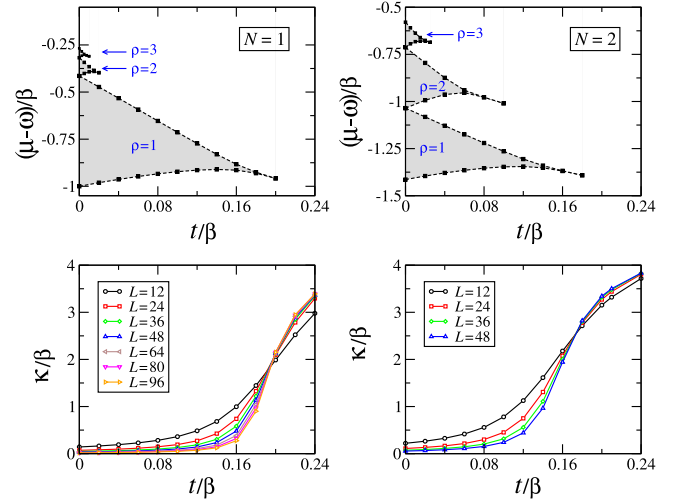 (μ-ω)/β
-0.25
-0.5
-0.75
-1
ρ=3
ρ=2
ρ=1
N = 1
0 0.08 0.16 0.24
t/β
(μ-ω)/β
-0.5
-0.75
-1
-1.25
-1.5
ρ=3
ρ=2
ρ=1
N = 2
0 0.08 0.16 0.24
t/β
κ/β
4
3
2
1
0
L=12
L=24
L=36
L=48
L=64
L=80
L=96
0 0.08 0.16 0.24
t/β
κ/β
4
3
2
1
0
L=12
L=24
L=36
L=48
0 0.08 0.16 0.24
t/β